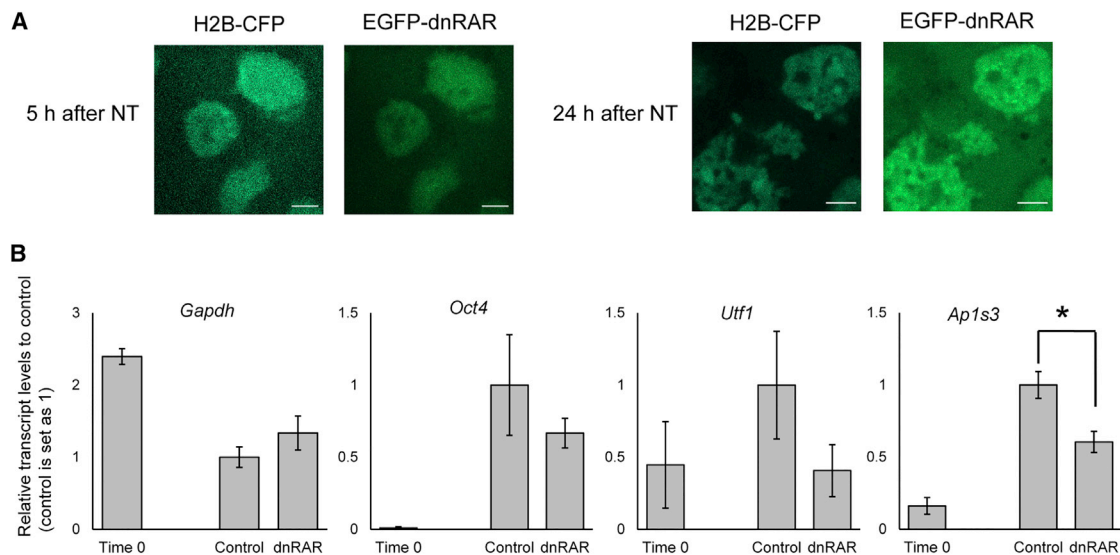 A
H2B-CFP
EGFP-dnRAR
H2B-CFP
EGFP-dnRAR
5 h after NT
24 h after NT
B
Relative transcript levels to control
(control is set as 1)
Gapdh
3
2
1
0
Time 0
Control
dnRAR
Oct4
1.5
1
0.5
0
Time 0
Control
dnRAR
Utf1
1.5
1
0.5
0
Time 0
Control
dnRAR
Ap1s3
*
1.5
1
0.5
0
Time 0
Control
dnRAR